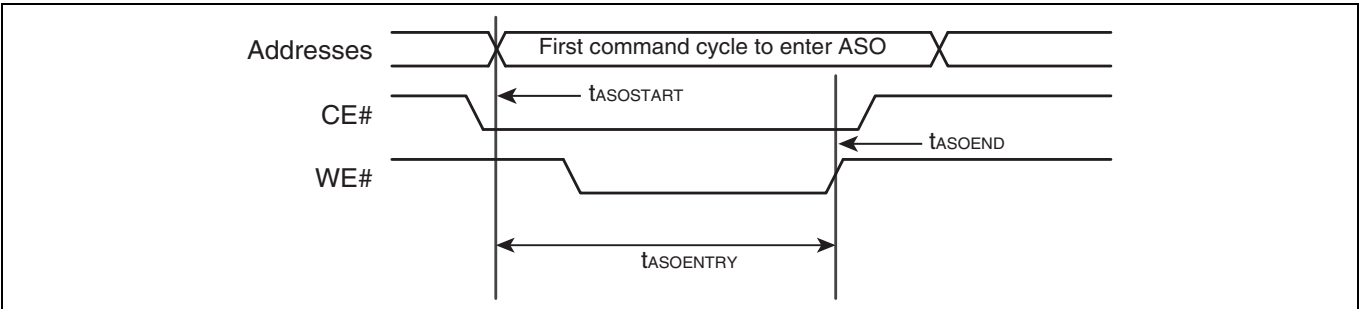 Addresses
First command cycle to enter ASO
tASOSTART
CE#
tASOEND
WE#
tASOENTRY